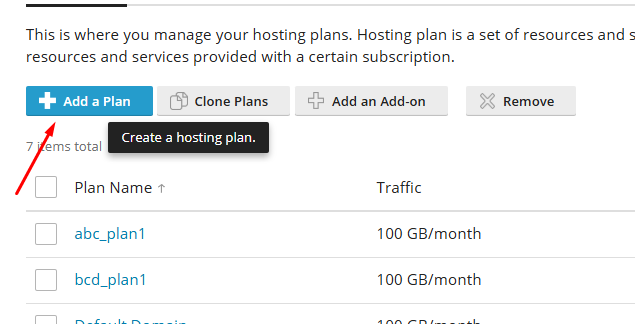 This is where you manage your hosting plans. Hosting plan is a set of resources and s
resources and services provided with a certain subscription.
Add a Plan Clone Plans Add an Add-on Remove
Create a hosting plan.
7 items total
Plan Name ↑ Traffic
abc_plan1 100 GB/month
bcd_plan1 100 GB/month
Default Domain 100 GB/month